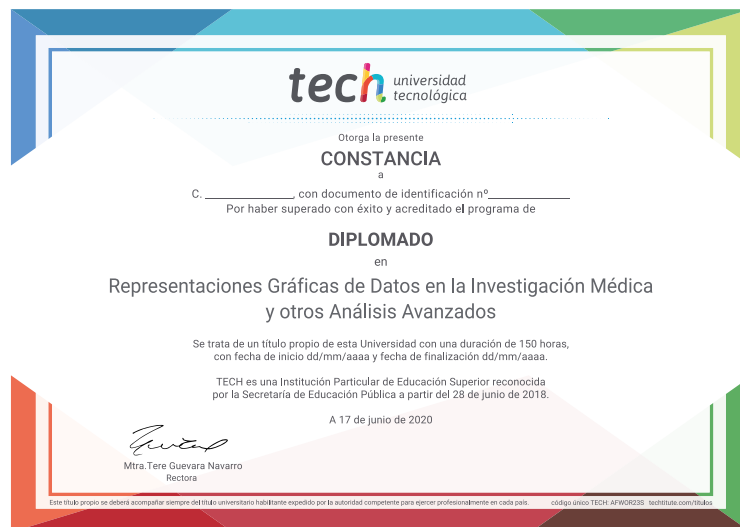 tech universidad
tecnológica
Otorga la presente
CONSTANCIA
a
C. ______________, con documento de identificación nº______________
Por haber superado con éxito y acreditado el programa de
DIPLOMADO
en
Representaciones Gráficas de Datos en la Investigación Médica
y otros Análisis Avanzados
Se trata de un título propio de esta Universidad con una duración de 150 horas,
con fecha de inicio dd/mm/aaaa y fecha de finalización dd/mm/aaaa.
TECH es una Institución Particular de Educación Superior reconocida
por la Secretaría de Educación Pública a partir del 28 de junio de 2018.
A 17 de junio de 2020
Mtra.Tere Guevara Navarro
Rectora
Este título propio se deberá acompañar siempre del título universitario habilitante expedido por la autoridad competente para ejercer profesionalmente en cada país. código único TECH: AFWOR23S techtitute.com/titulos